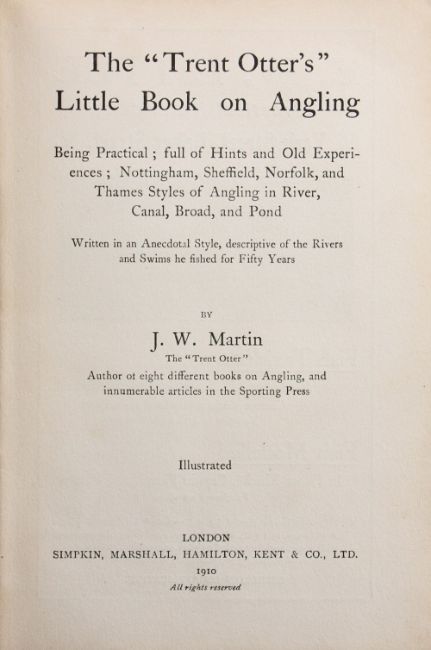 The “Trent Otter’s”
Little Book on Angling
Being Practical ; full of Hints and Old Experi-
ences ; Nottingham, Sheffield, Norfolk, and
Thames Styles of Angling in River,
Canal, Broad, and Pond
Written in an Anecdotal Style, descriptive of the Rivers
and Swims he fished for Fifty Years
BY
J. W. Martin
The “Trent Otter”
Author of eight different books on Angling, and
innumerable articles in the Sporting Press
Illustrated
LONDON
SIMPKIN, MARSHALL, HAMILTON, KENT & CO., LTD.
1910
All rights reserved